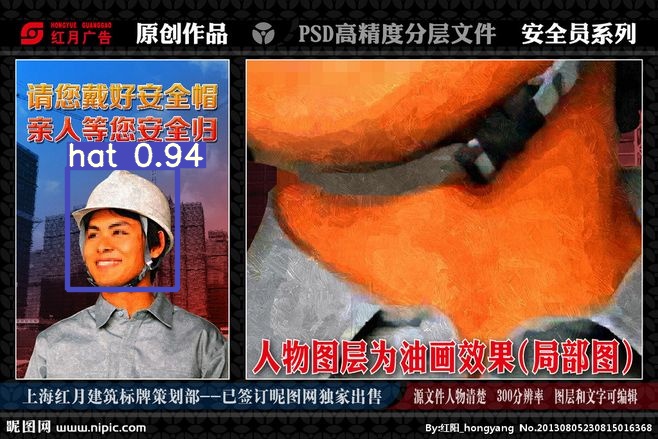 HONGYUE GUANGGAO
红月广告
原创作品
PSD高精度分层文件
安全员系列
请您戴好安全帽
亲人等您安全归
hat 0.94
人物图层为油画效果(局部图)
上海红月建筑标牌策划部--已签订昵图网独家出售
源文件人物清楚 300分辨率 图层和文字可编辑
昵图网 www.nipic.com
By:红阳_hongyang No.20130805230815016368